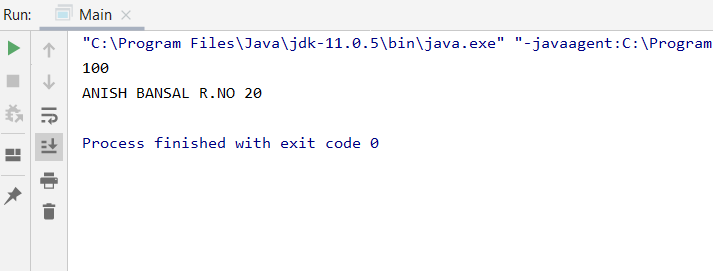 Run:
Main
"C:\Program Files\Java\jdk-11.0.5\bin\java.exe" "-javaagent:C:\Program
100
ANISH BANSAL R.NO 20
Process finished with exit code 0